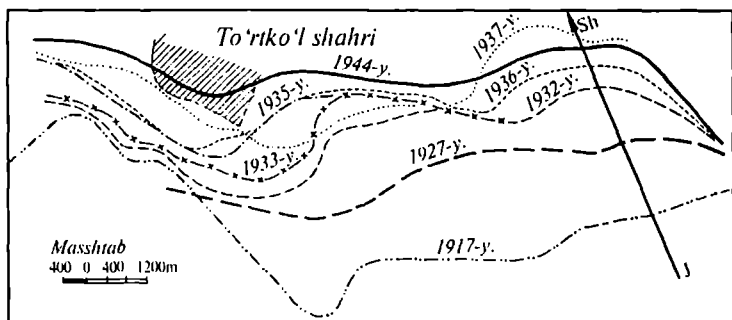 To'rtko'l shahri
1937-y.
Sh
1944-y.
1936-y.
1935-y.
1932-y.
1933-y.
1927-y.
1917-y.
J
Masshtab
400 0 400 1200m